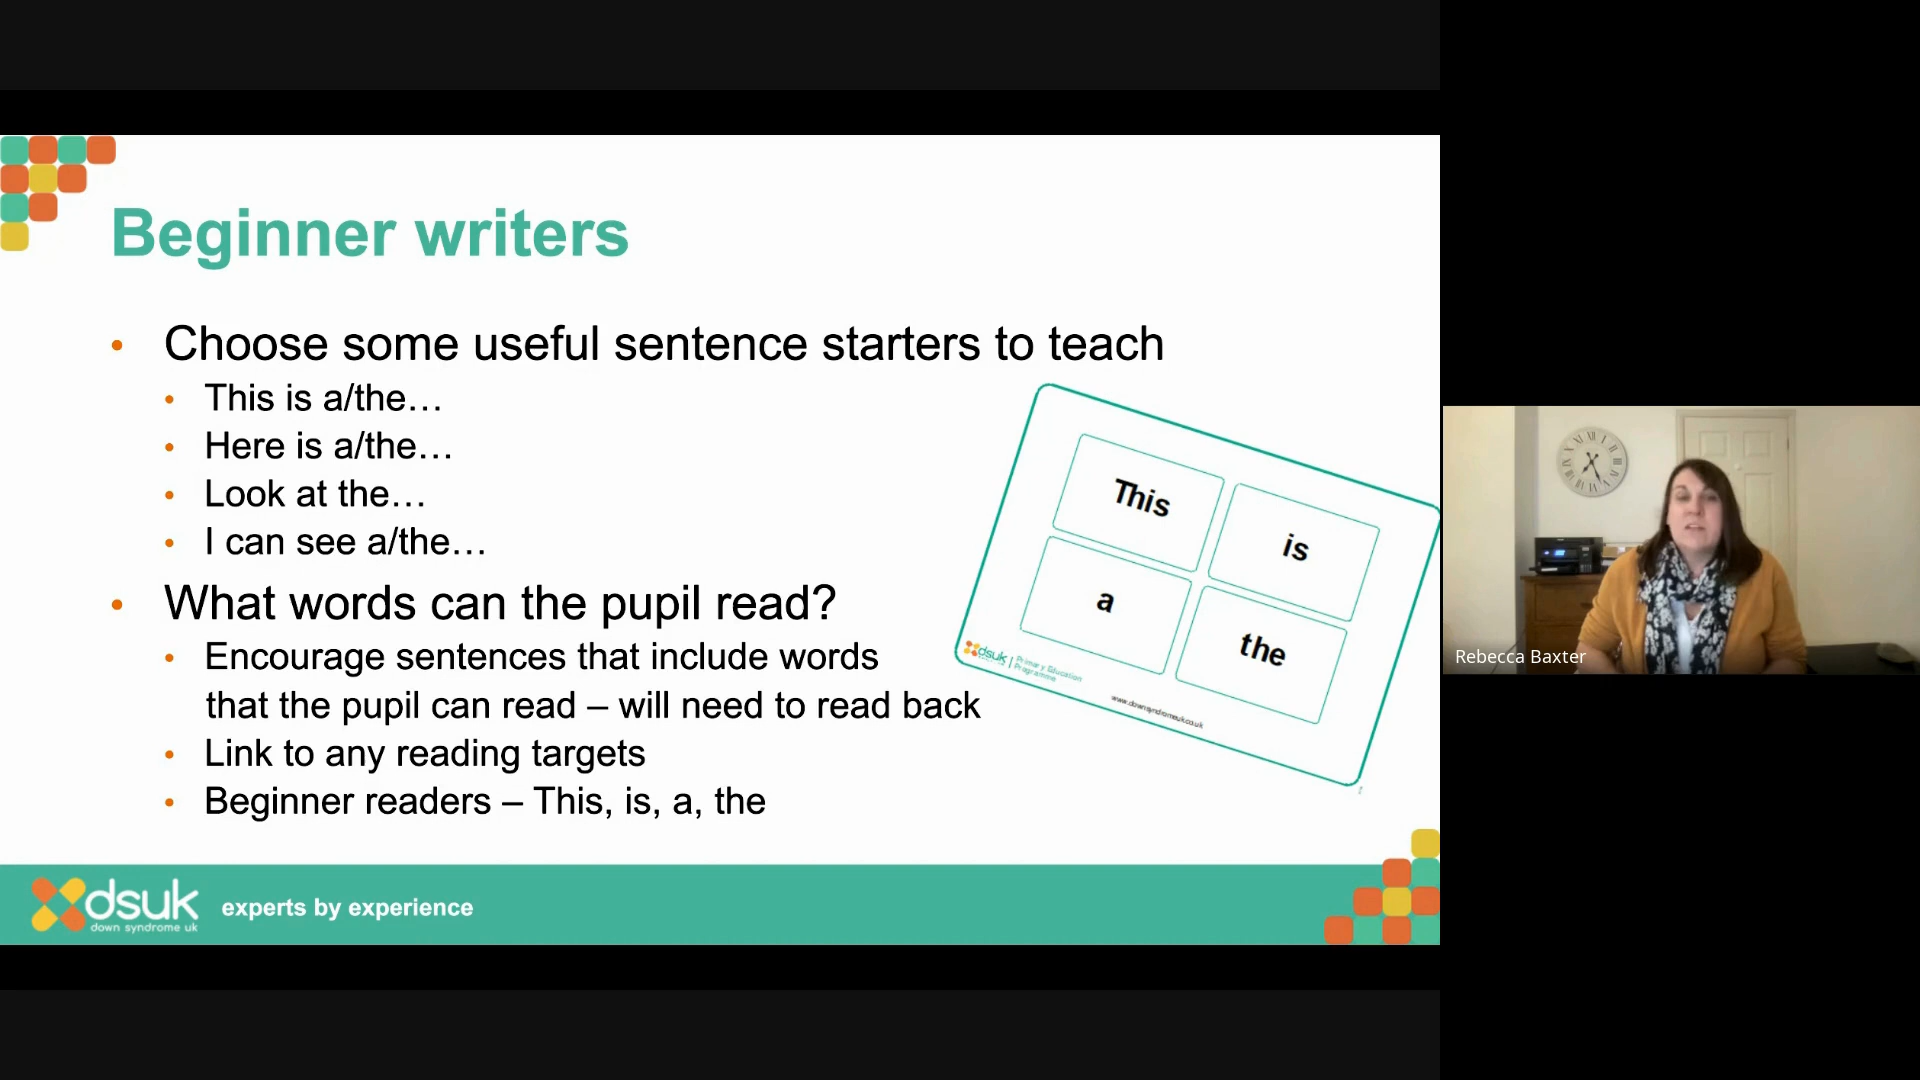 Beginner writers
• Choose some useful sentence starters to teach
• This is a/the…
• Here is a/the…
• Look at the…
• I can see a/the…
• What words can the pupil read?
• Encourage sentences that include words
that the pupil can read – will need to read back
• Link to any reading targets
• Beginner readers – This, is, a, the
This
is
a
the
dsuk | Primary Education
Programme
www.downsyndromeuk.co.uk
dsuk
down syndrome uk
experts by experience
Rebecca Baxter